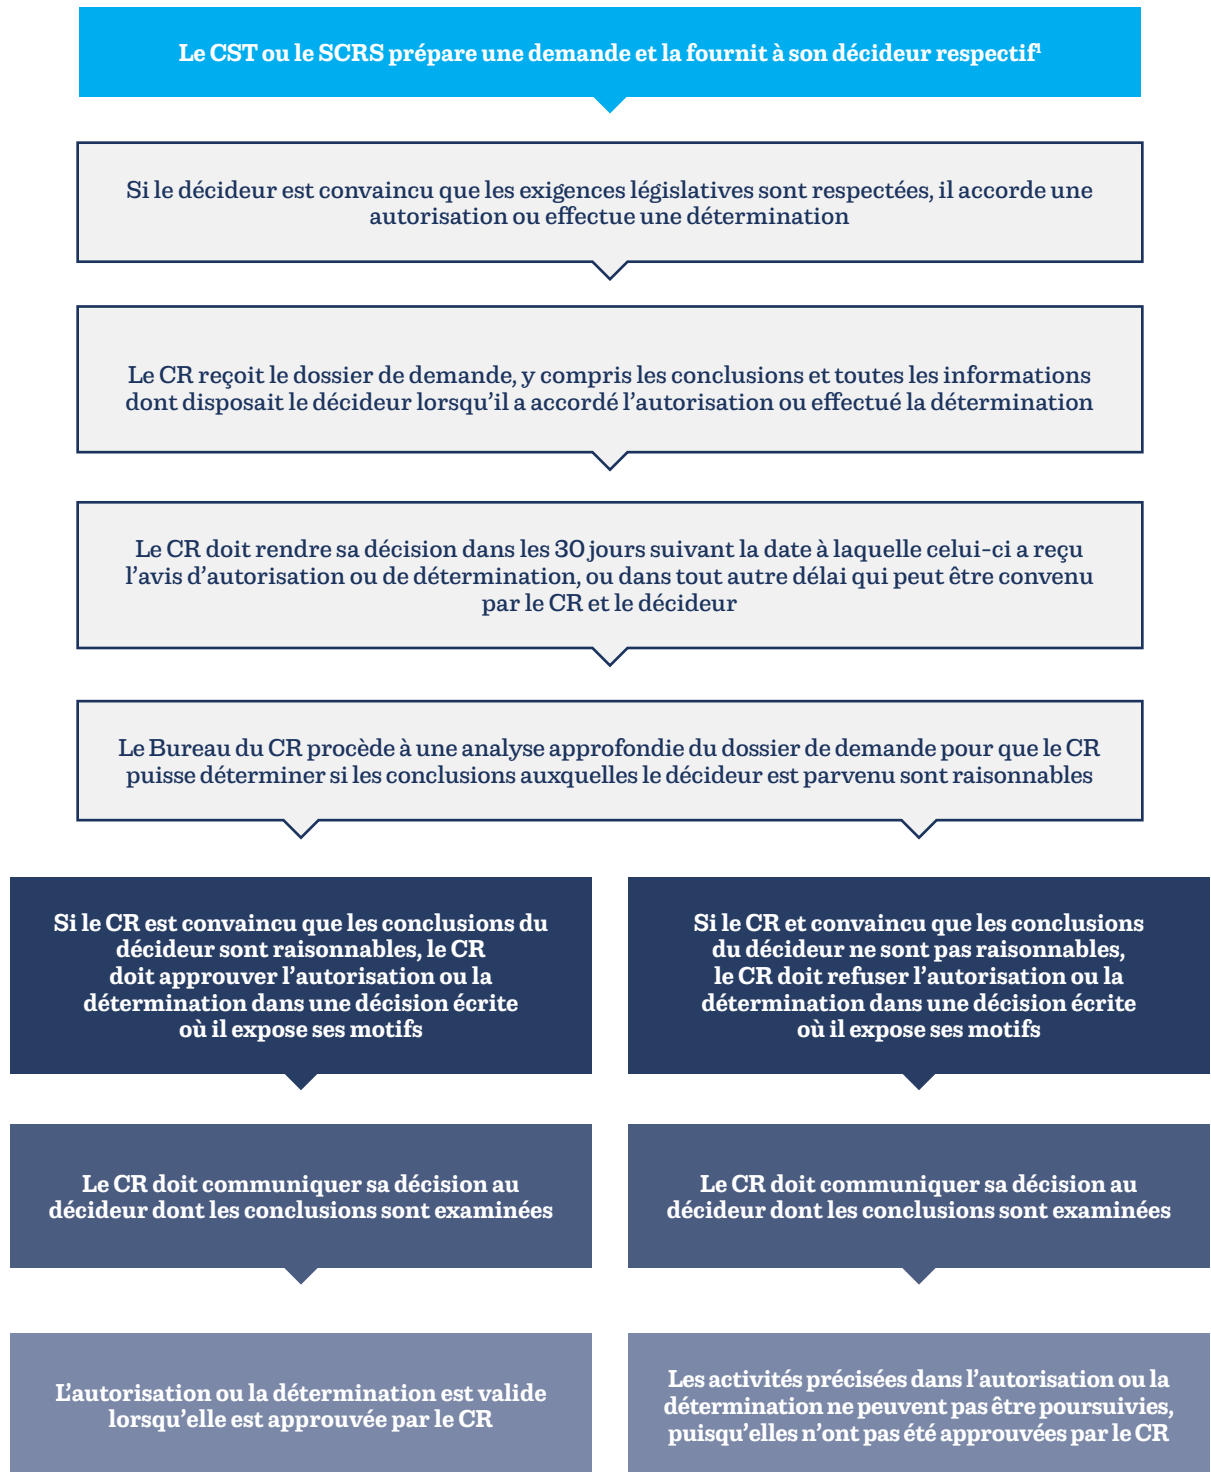 Le CST ou le SCRS prépare une demande et la fournit à son décideur respectif¹
Si le décideur est convaincu que les exigences législatives sont respectées, il accorde une
autorisation ou effectue une détermination
Le CR reçoit le dossier de demande, y compris les conclusions et toutes les informations
dont disposait le décideur lorsqu’il a accordé l’autorisation ou effectué la détermination
Le CR doit rendre sa décision dans les 30 jours suivant la date à laquelle celui-ci a reçu
l’avis d’autorisation ou de détermination, ou dans tout autre délai qui peut être convenu
par le CR et le décideur
Le Bureau du CR procède à une analyse approfondie du dossier de demande pour que le CR
puisse déterminer si les conclusions auxquelles le décideur est parvenu sont raisonnables
Si le CR est convaincu que les conclusions du
décideur sont raisonnables, le CR
doit approuver l’autorisation ou la
détermination dans une décision écrite
où il expose ses motifs
Si le CR et convaincu que les conclusions
du décideur ne sont pas raisonnables,
le CR doit refuser l’autorisation ou la
détermination dans une décision écrite
où il expose ses motifs
Le CR doit communiquer sa décision au
décideur dont les conclusions sont examinées
Le CR doit communiquer sa décision au
décideur dont les conclusions sont examinées
L’autorisation ou la détermination est valide
lorsqu’elle est approuvée par le CR
Les activités précisées dans l’autorisation ou la
détermination ne peuvent pas être poursuivies,
puisqu’elles n’ont pas été approuvées par le CR